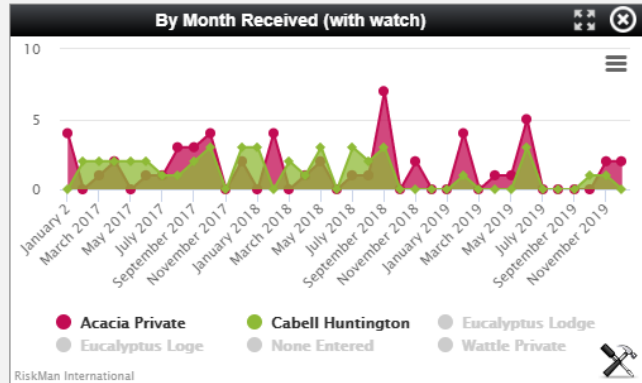 By Month Received (with watch)
10
5
0
January 2
March 2017
May 2017
July 2017
September 2017
November 2017
January 2018
March 2018
May 2018
July 2018
September 2018
November 2018
January 2019
March 2019
May 2019
July 2019
September 2019
November 2019
Acacia Private Cabell Huntington Eucalyptus Lodge
Eucalyptus Loge None Entered Wattle Private
RiskMan International